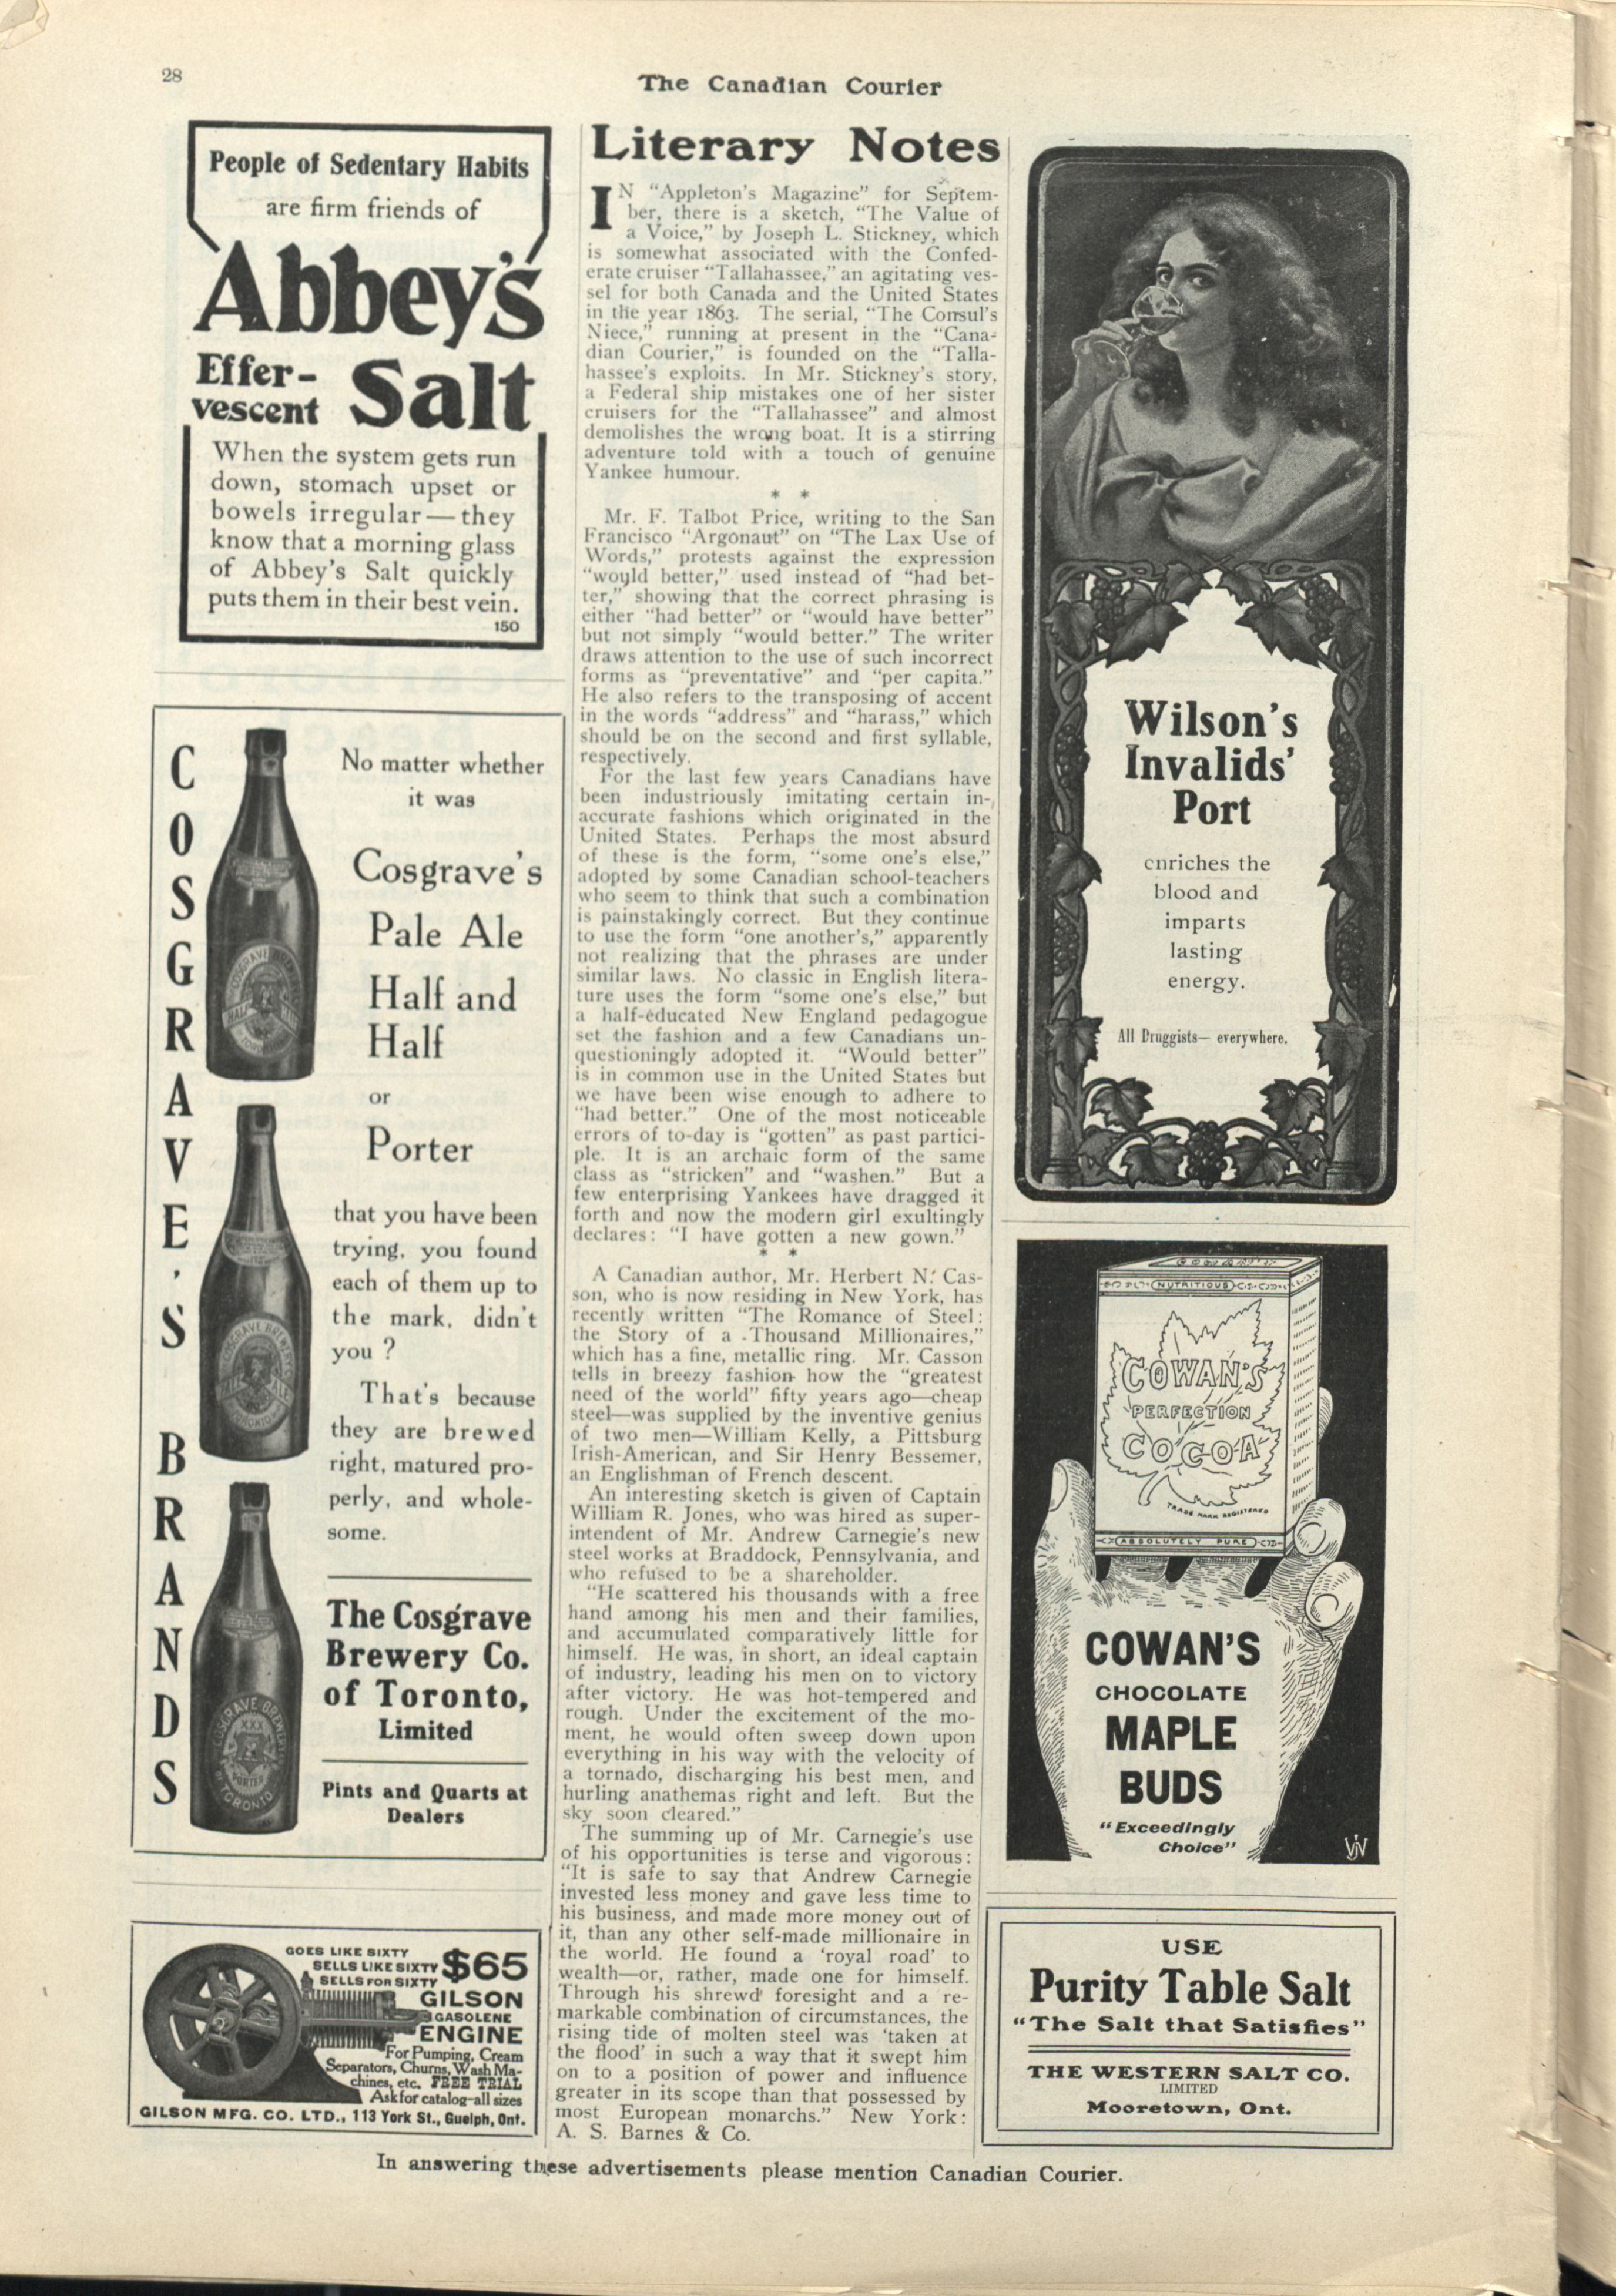 28
The Canadian Courier
People of Sedentary Habits
are firm friends of
Abbey's
Effer-
vescent
Salt
When the system gets run
down, stomach upset or
bowels irregular — they
know that a morning glass
of Abbey's Salt quickly
puts them in their best vein.
150
COSGRAVE'S BRANDS
No matter whether
it was
Cosgrave's
Pale Ale
Half and
Half
or
Porter
that you have been
trying, you found
each of them up to
the mark, didn't
you ?
That's because
they are brewed
right, matured pro-
perly, and whole-
some.
The Cosgrave
Brewery Co.
of Toronto,
Limited
Pints and Quarts at
Dealers
GOES LIKE SIXTY
SELLS LIKE SIXTY
SELLS FOR SIXTY
$65
GILSON
GASOLENE
ENGINE
For Pumping, Cream
Separators, Churns, Wash Ma-
chines, etc. FREE TRIAL
Ask for catalog-all sizes
GILSON MFG. CO. LTD., 113 York St., Guelph, Ont.
Literary Notes
IN "Appleton's Magazine" for Septem-
ber, there is a sketch, "The Value of
a Voice," by Joseph L. Stickney, which
is somewhat associated with the Confed-
erate cruiser "Tallahassee," an agitating ves-
sel for both Canada and the United States
in the year 1863. The serial, "The Consul's
Niece," running at present in the "Cana-
dian Courier," is founded on the "Talla-
hassee's exploits. In Mr. Stickney's story,
a Federal ship mistakes one of her sister
cruisers for the "Tallahassee" and almost
demolishes the wrong boat. It is a stirring
adventure told with a touch of genuine
Yankee humour.
* *
Mr. F. Talbot Price, writing to the San
Francisco "Argonaut" on "The Lax Use of
Words," protests against the expression
"would better," used instead of "had bet-
ter," showing that the correct phrasing is
either "had better" or "would have better"
but not simply "would better." The writer
draws attention to the use of such incorrect
forms as "preventative" and "per capita."
He also refers to the transposing of accent
in the words "address" and "harass," which
should be on the second and first syllable,
respectively.
For the last few years Canadians have
been industriously imitating certain in-
accurate fashions which originated in the
United States. Perhaps the most absurd
of these is the form, "some one's else,"
adopted by some Canadian school-teachers
who seem to think that such a combination
is painstakingly correct. But they continue
to use the form "one another's," apparently
not realizing that the phrases are under
similar laws. No classic in English litera-
ture uses the form "some one's else," but
a half-educated New England pedagogue
set the fashion and a few Canadians un-
questioningly adopted it. "Would better"
is in common use in the United States but
we have been wise enough to adhere to
"had better." One of the most noticeable
errors of to-day is "gotten" as past partici-
ple. It is an archaic form of the same
class as "stricken" and "washen." But a
few enterprising Yankees have dragged it
forth and now the modern girl exultingly
declares: "I have gotten a new gown."
* *
A Canadian author, Mr. Herbert N. Cas-
son, who is now residing in New York, has
recently written "The Romance of Steel:
the Story of a Thousand Millionaires,"
which has a fine, metallic ring. Mr. Casson
tells in breezy fashion how the "greatest
need of the world" fifty years ago—cheap
steel—was supplied by the inventive genius
of two men—William Kelly, a Pittsburg
Irish-American, and Sir Henry Bessemer,
an Englishman of French descent.
An interesting sketch is given of Captain
William R. Jones, who was hired as super-
intendent of Mr. Andrew Carnegie's new
steel works at Braddock, Pennsylvania, and
who refused to be a shareholder.
"He scattered his thousands with a free
hand among his men and their families,
and accumulated comparatively little for
himself. He was, in short, an ideal captain
of industry, leading his men on to victory
after victory. He was hot-tempered and
rough. Under the excitement of the mo-
ment, he would often sweep down upon
everything in his way with the velocity of
a tornado, discharging his best men, and
hurling anathemas right and left. But the
sky soon cleared."
The summing up of Mr. Carnegie's use
of his opportunities is terse and vigorous:
"It is safe to say that Andrew Carnegie
invested less money and gave less time to
his business, and made more money out of
it, than any other self-made millionaire in
the world. He found a 'royal road' to
wealth—or, rather, made one for himself.
Through his shrewd foresight and a re-
markable combination of circumstances, the
rising tide of molten steel was 'taken at
the flood' in such a way that it swept him
on to a position of power and influence
greater in its scope than that possessed by
most European monarchs." New York:
A. S. Barnes & Co.
Wilson's
Invalids'
Port
enriches the
blood and
imparts
lasting
energy.
All Druggists— everywhere.
NUTRITIOUS
COWAN'S
PERFECTION
COCOA
TRADE MARK REGISTERED
ABSOLUTELY PURE
COWAN'S
CHOCOLATE
MAPLE
BUDS
"Exceedingly
Choice"
USE
Purity Table Salt
"The Salt that Satisfies"
THE WESTERN SALT CO.
LIMITED
Mooretown, Ont.
In answering these advertisements please mention Canadian Courier.